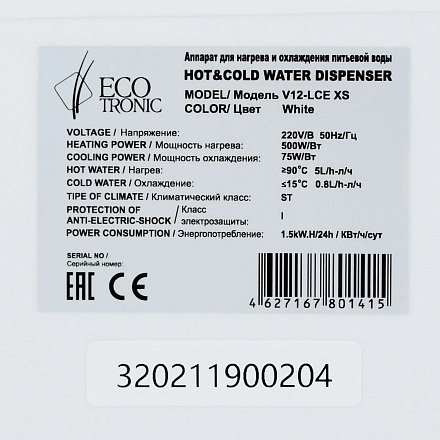 ECO
TRONIC
Аппарат для нагрева и охлаждения питьевой воды
HOT&COLD WATER DISPENSER
MODEL/ Модель V12-LCE XS
COLOR/ Цвет White
VOLTAGE / Напряжение: 220V/B 50Hz/Гц
HEATING POWER / Мощность нагрева: 500W/Вт
COOLING POWER / Мощность охлаждения: 75W/Вт
HOT WATER / Нагрев: ≥90°C 5L/h-л/ч
COLD WATER / Охлаждение: ≤15°C 0.8L/h-л/ч
TIPE OF CLIMATE / Климатический класс: ST
PROTECTION OF ANTI-ELECTRIC-SHOCK / Класс электрозащиты: I
POWER CONSUMPTION / Энергопотребление: 1.5kW.H/24h / КВт/ч/сут
SERIAL NO /
Серийный номер:
EAC CE
4 627167 801415
320211900204